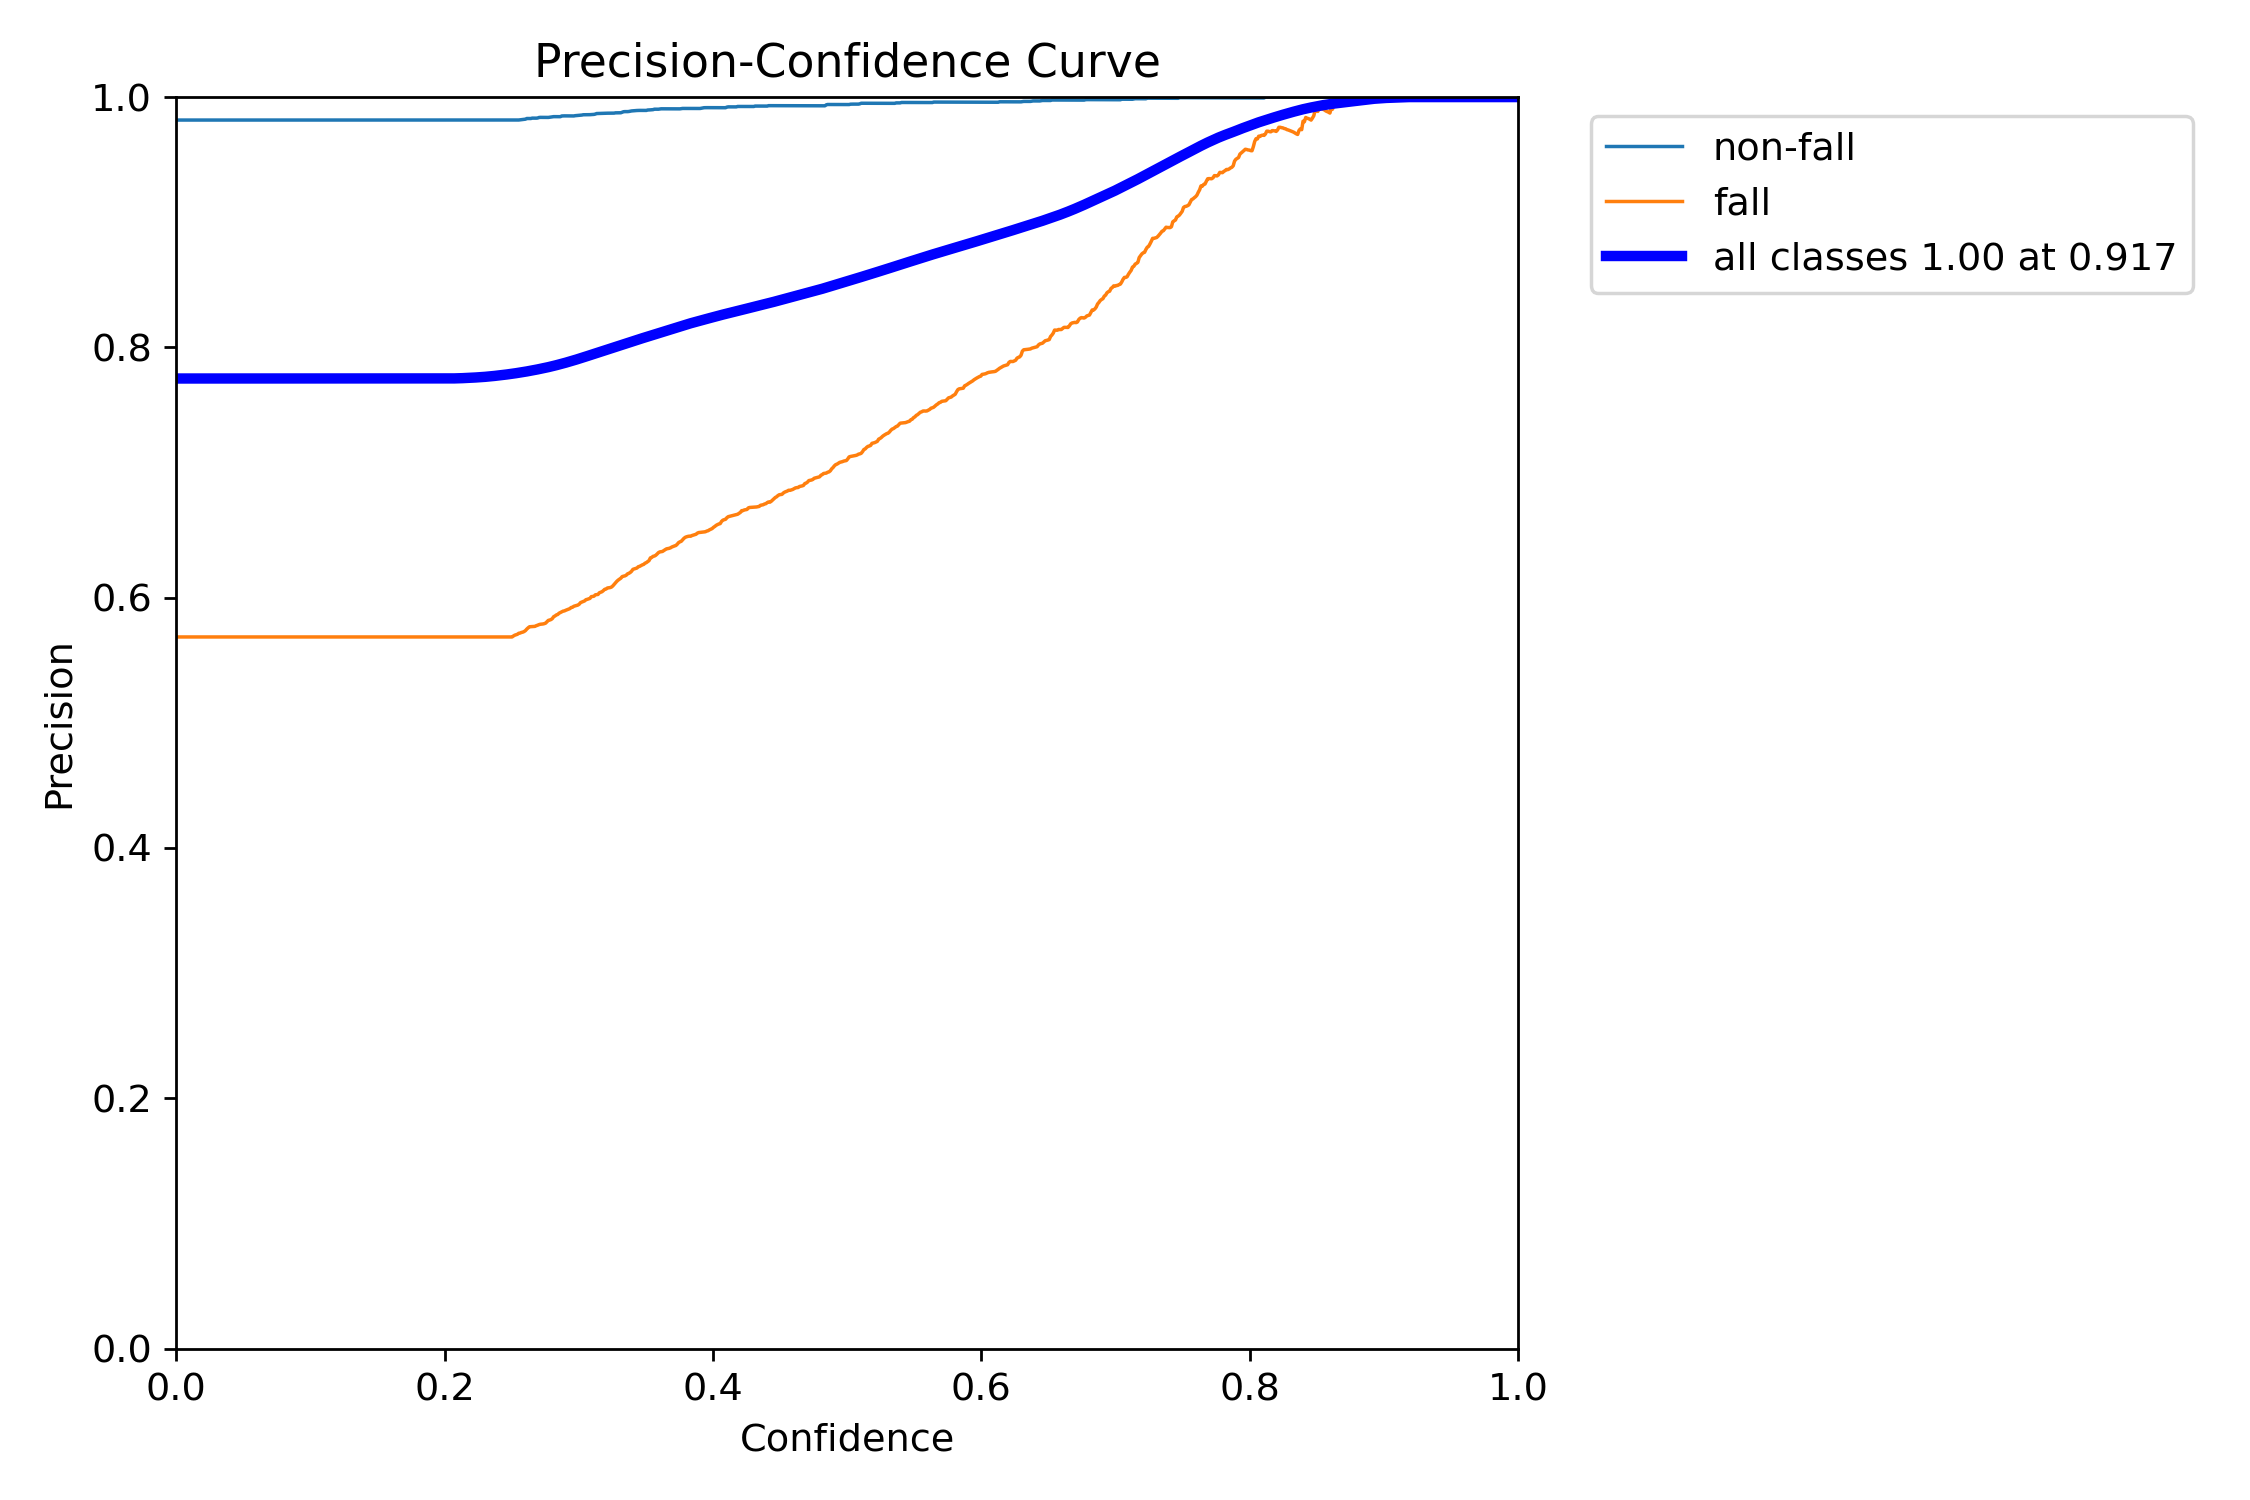 Precision-Confidence Curve
1.0
0.8
0.6
0.4
0.2
0.0
Precision
0.0 0.2 0.4 0.6 0.8 1.0
Confidence
non-fall
fall
all classes 1.00 at 0.917